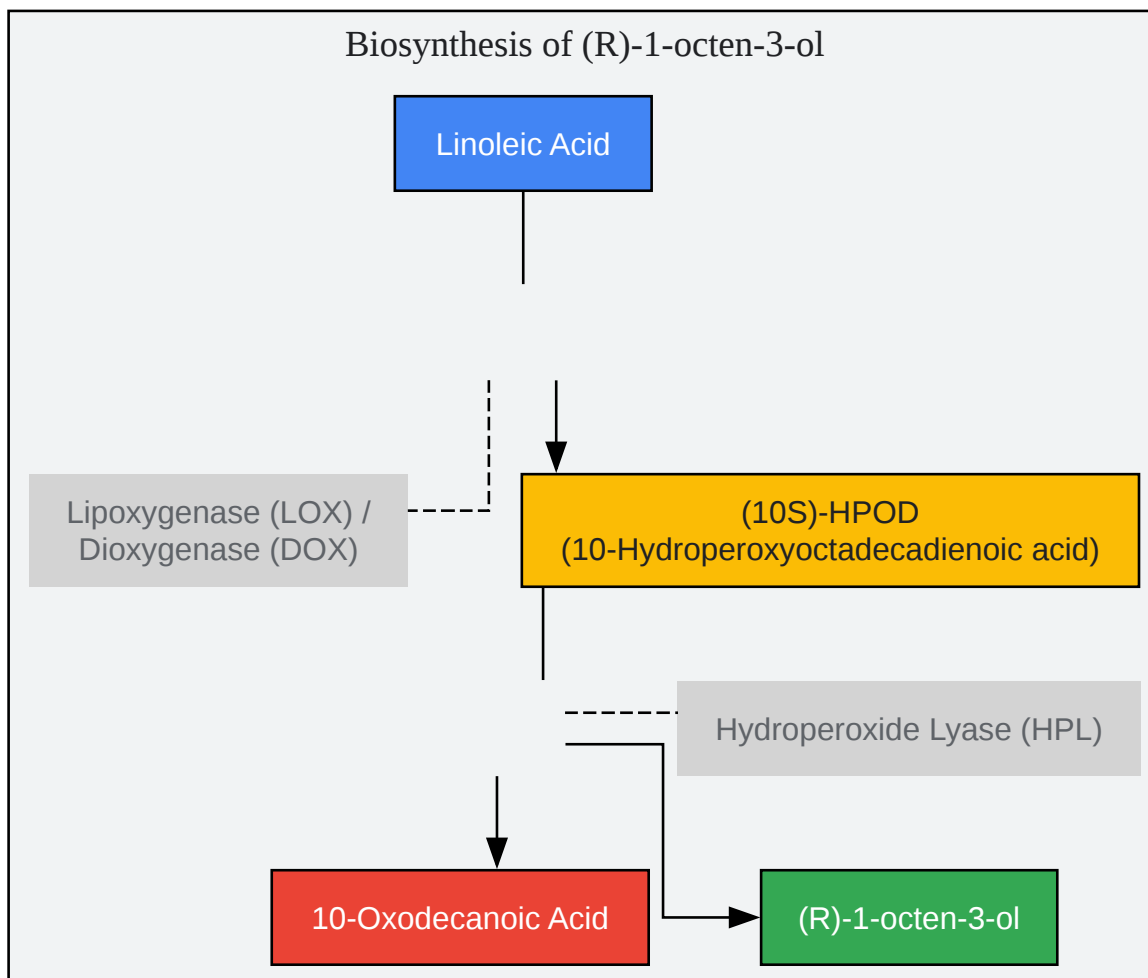 Biosynthesis of (R)-1-octen-3-ol
Linoleic Acid
Lipoxygenase (LOX) /
Dioxygenase (DOX)
(10S)-HPOD
(10-Hydroperoxyoctadecadienoic acid)
Hydroperoxide Lyase (HPL)
10-Oxodecanoic Acid
(R)-1-octen-3-ol